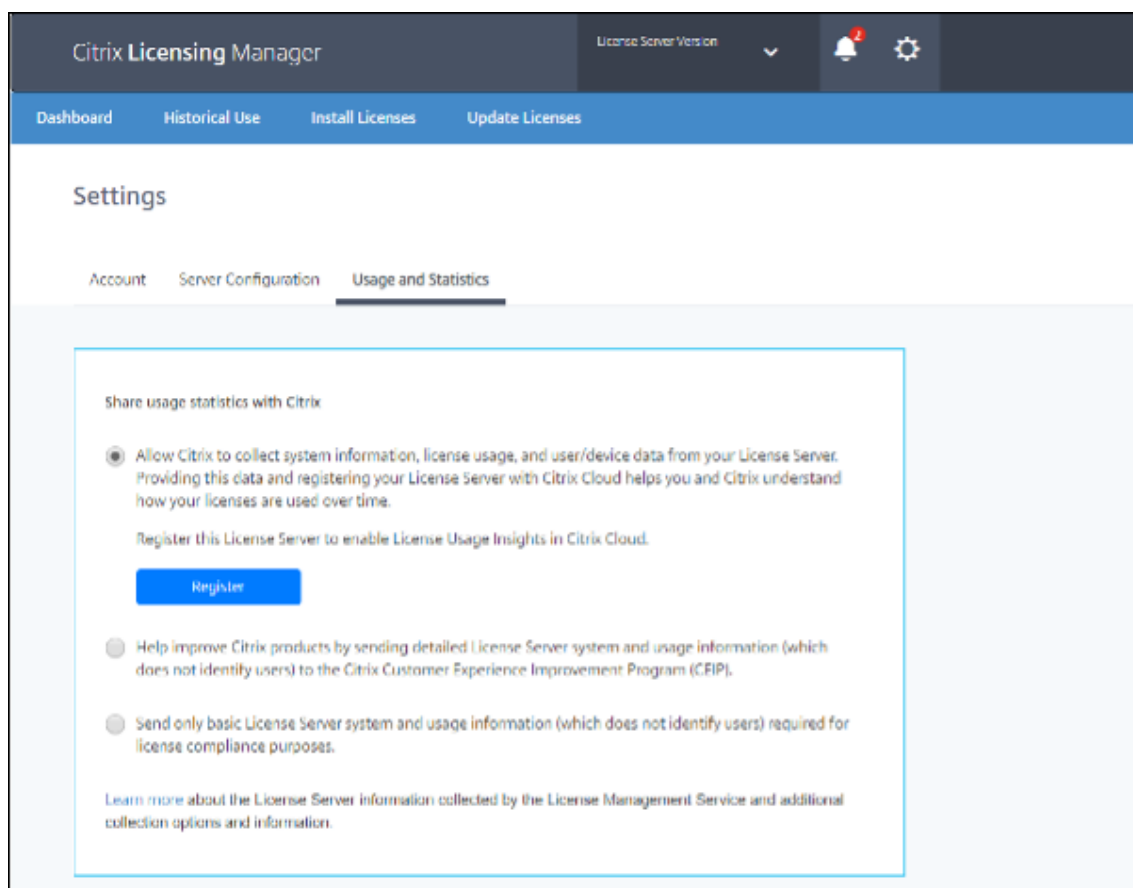 Citrix Licensing Manager
License Server Version
2
Dashboard Historical Use Install Licenses Update Licenses
Settings
Account Server Configuration Usage and Statistics
Share usage statistics with Citrix
Allow Citrix to collect system information, license usage, and user/device data from your License Server.
Providing this data and registering your License Server with Citrix Cloud helps you and Citrix understand
how your licenses are used over time.
Register this License Server to enable License Usage Insights in Citrix Cloud.
Register
Help improve Citrix products by sending detailed License Server system and usage information (which
does not identify users) to the Citrix Customer Experience Improvement Program (CEIP).
Send only basic License Server system and usage information (which does not identify users) required for
license compliance purposes.
Learn more about the License Server information collected by the License Management Service and additional
collection options and information.